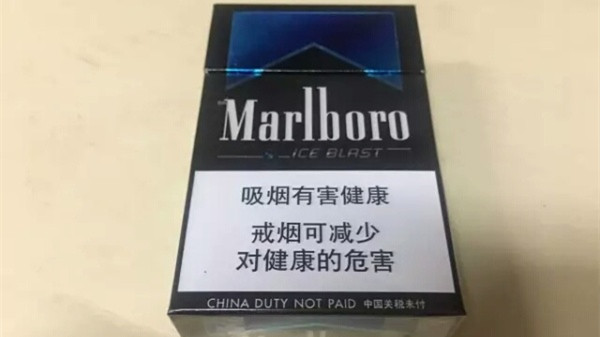 Marlboro
ICE BLAST
吸烟有害健康
戒烟可减少
对健康的危害
CHINA DUTY NOT PAID 中国关税未付